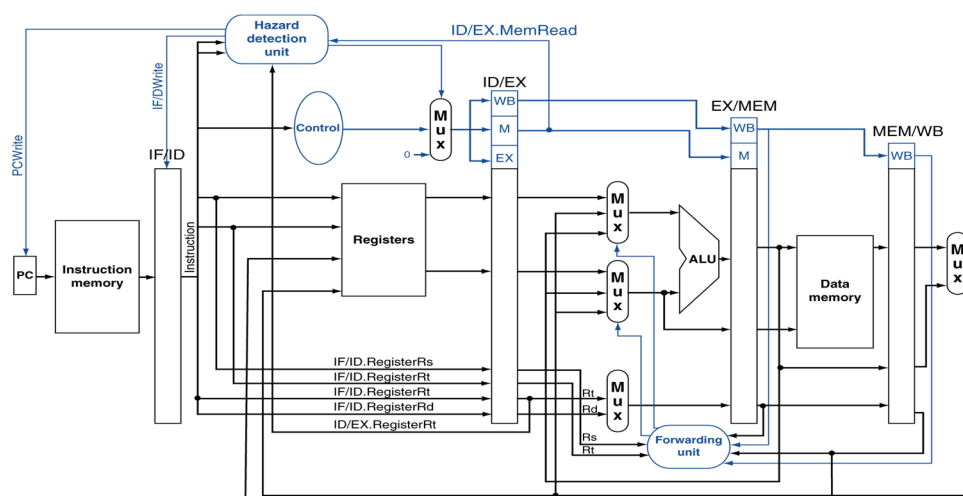 Hazard
detection
unit
ID/EX.MemRead
ID/EX
IF/DWrite
PCWrite
Control
0
Mux
WB
M
EX
EX/MEM
WB
M
MEM/WB
WB
IF/ID
PC
Instruction
memory
Instruction
Registers
Mux
Mux
ALU
Data
memory
Mux
IF/ID.RegisterRs
IF/ID.RegisterRt
IF/ID.RegisterRt
IF/ID.RegisterRd
ID/EX.RegisterRt
Rt
Rd
Mux
Rs
Rt
Forwarding
unit